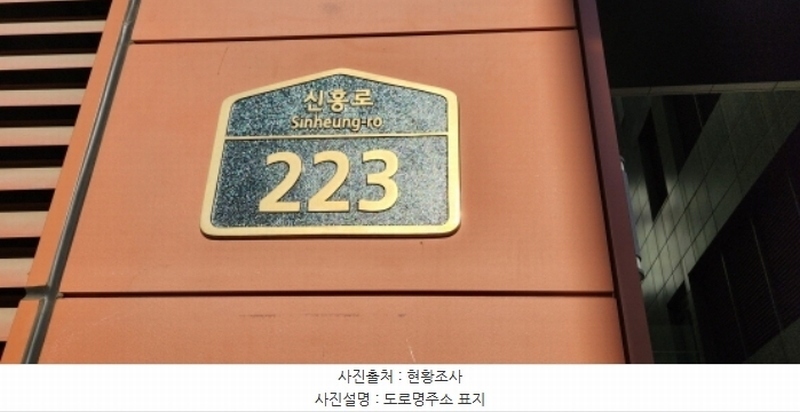 신흥로
Sinheung-ro
223
사진출처 : 현황조사
사진설명 : 도로명주소 표지